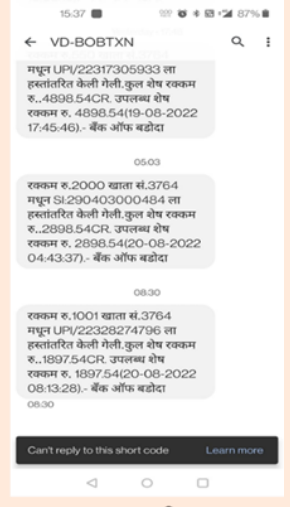 15:37 87%
VD-BOBTXN
मधून UPI/22317305933 ला
हस्तांतरित केली गेली.कुल शेष रक्कम
रु..4898.54CR. उपलब्ध शेष
रक्कम रु. 4898.54(19-08-2022
17:45:46).- बँक ऑफ बडोदा
05:03
रक्कम रु.2000 खाता सं.3764
मधून SI:290403000484 ला
हस्तांतरित केली गेली.कुल शेष रक्कम
रु..2898.54CR. उपलब्ध शेष
रक्कम रु. 2898.54(20-08-2022
04:43:37).- बँक ऑफ बडोदा
08:30
रक्कम रु.1001 खाता सं.3764
मधून UPI/22328274796 ला
हस्तांतरित केली गेली.कुल शेष रक्कम
रु..1897.54CR. उपलब्ध शेष
रक्कम रु. 1897.54(20-08-2022
08:13:28).- बँक ऑफ बडोदा
08:30
Can't reply to this short code Learn more